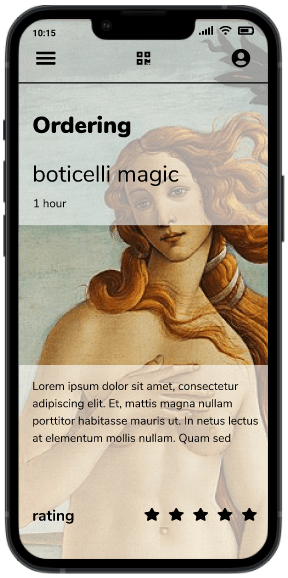 10:15
Ordering
boticelli magic
1 hour
Lorem ipsum dolor sit amet, consectetur
adipiscing elit. Et, mattis magna nullam
porttitor habitasse mauris ut. In netus lectus
at elementum mollis nullam. Quam sed
rating